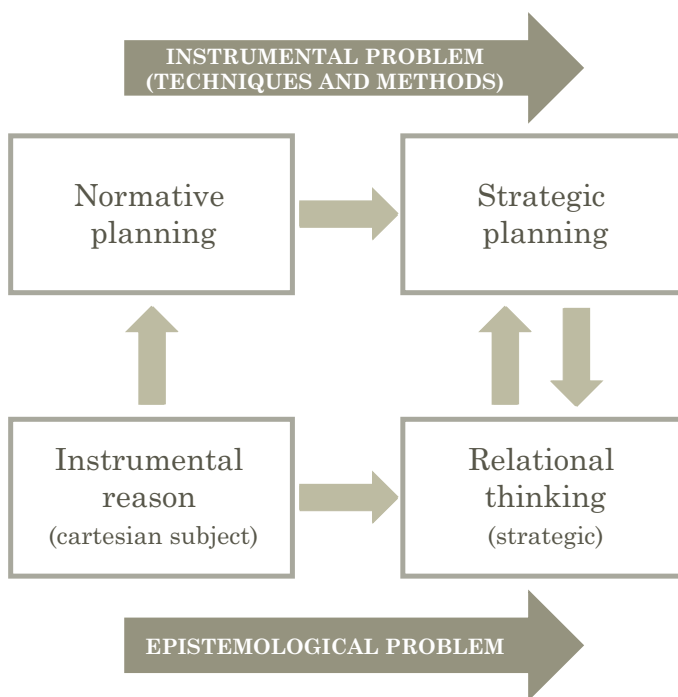 INSTRUMENTAL PROBLEM
(TECHNIQUES AND METHODS)
Normative
planning
Strategic
planning
Instrumental
reason
(cartesian subject)
Relational
thinking
(strategic)
EPISTEMOLOGICAL PROBLEM